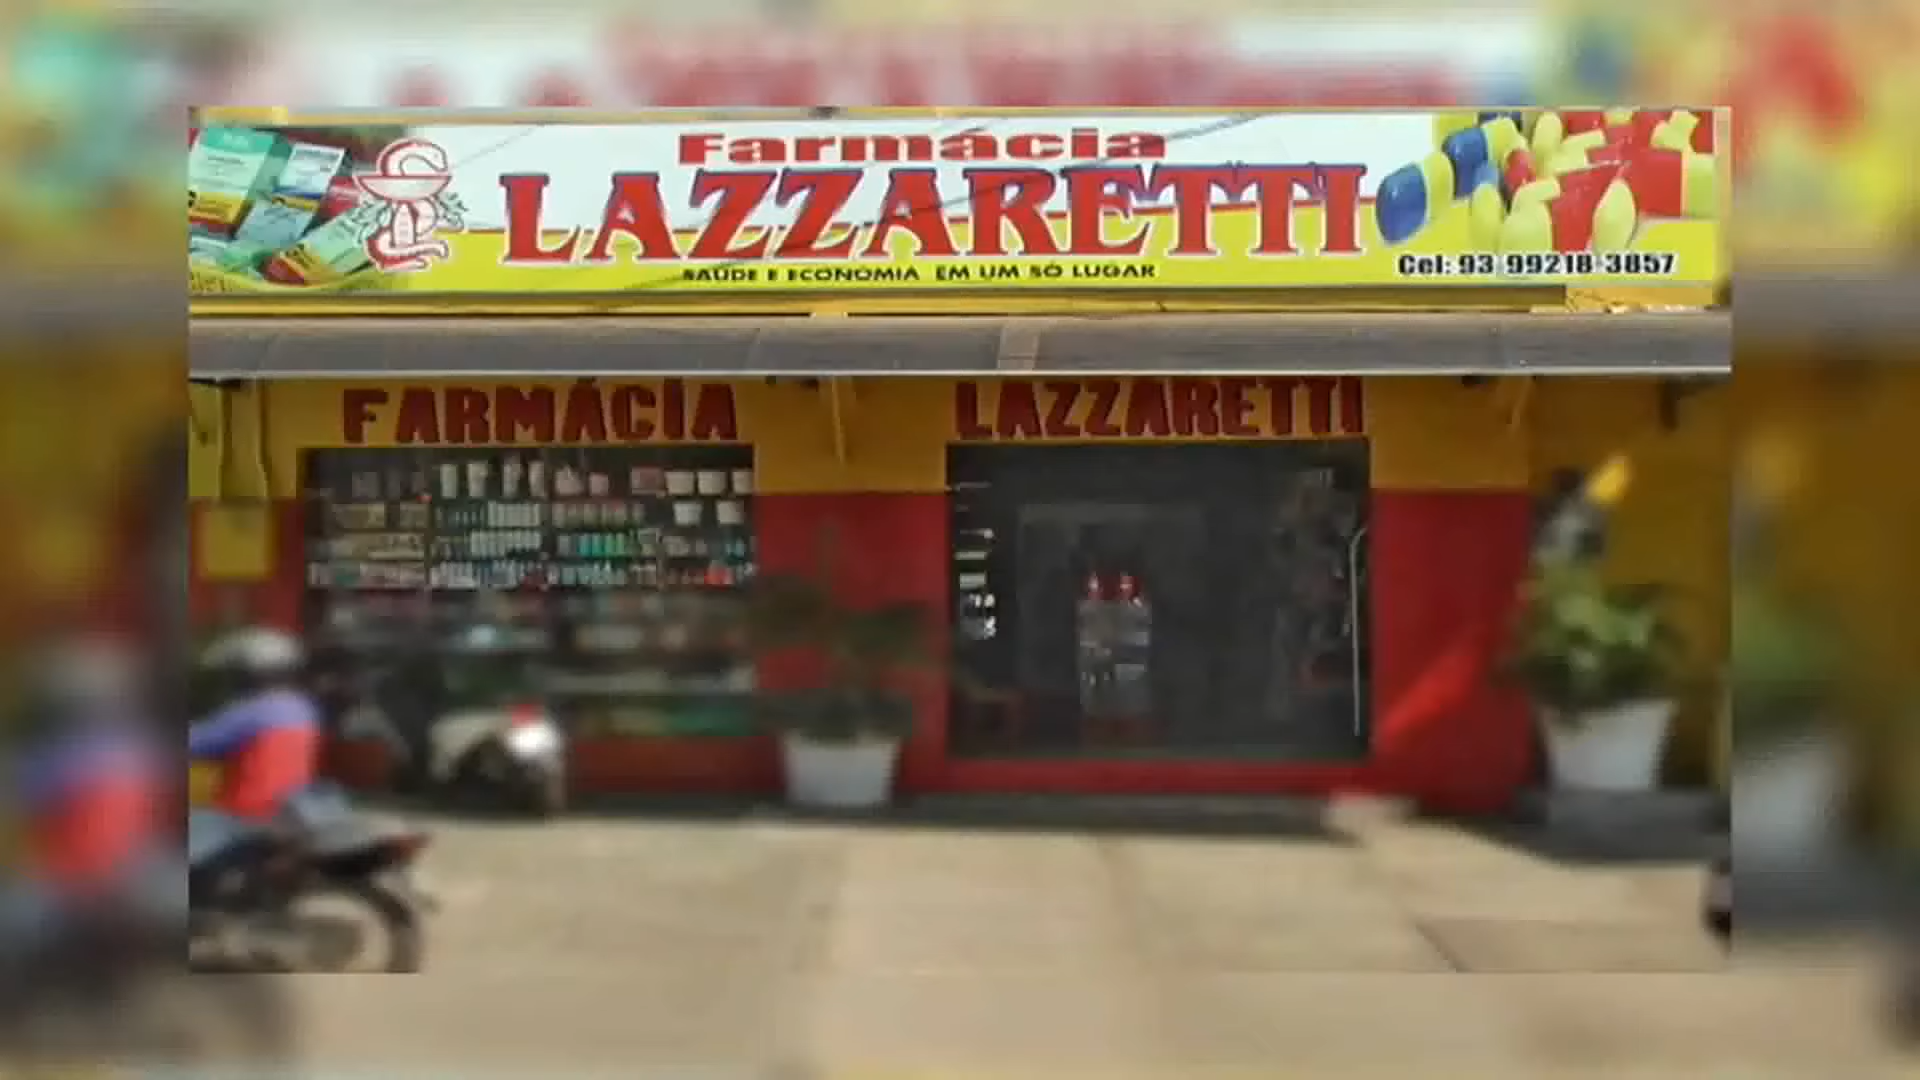 Farmácia
LAZZARETTI
SAÚDE E ECONOMIA EM UM SÓ LUGAR
Cel: 93 99218-3857
FARMÁCIA LAZZARETTI